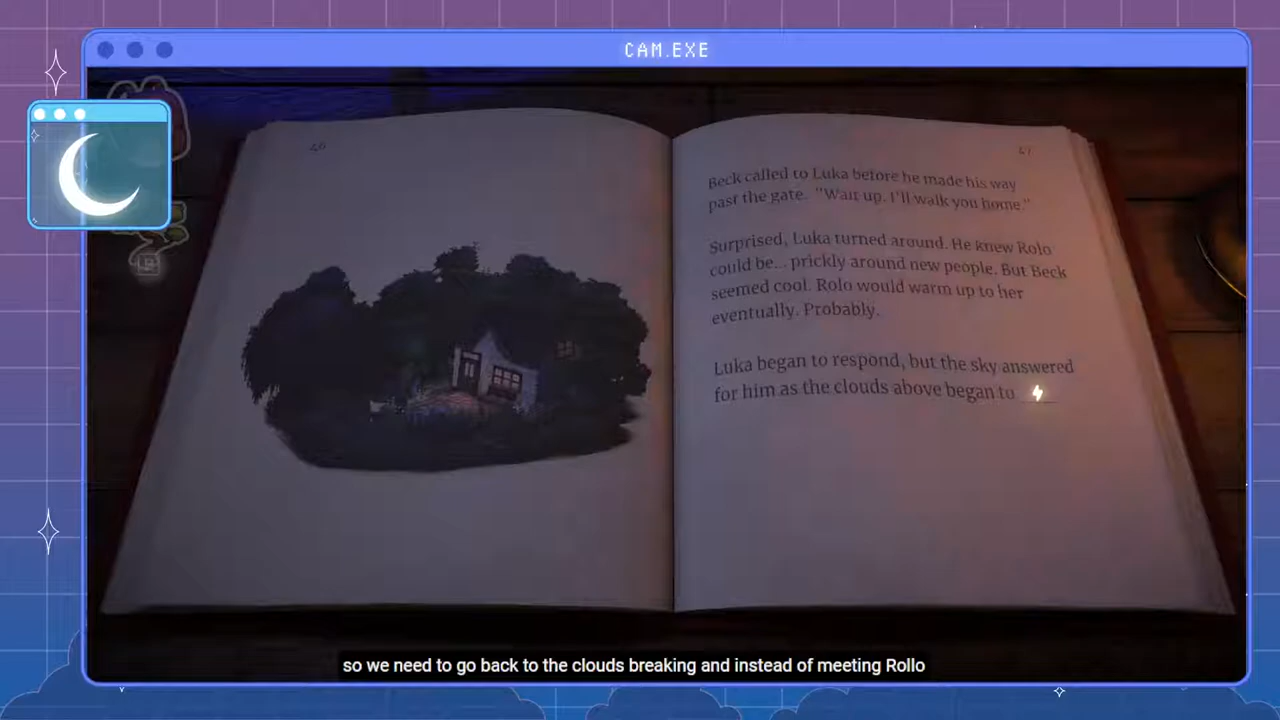 CAM.EXE
46
47
Beck called to Luka before he made his way
past the gate. "Wait up. I'll walk you home."
Surprised, Luka turned around. He knew Rolo
could be... prickly around new people. But Beck
seemed cool. Rolo would warm up to her
eventually. Probably.
Luka began to respond, but the sky answered
for him as the clouds above began to
so we need to go back to the clouds breaking and instead of meeting Rollo